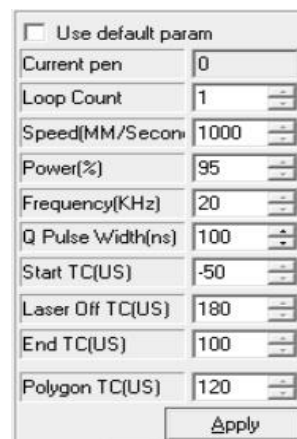 Use default param
Current pen 0
Loop Count 1
Speed(MM/Secon 1000
Power(%) 95
Frequency(KHz) 20
Q Pulse Width(ns) 100
Start TC(US) -50
Laser Off TC(US) 180
End TC(US) 100
Polygon TC(US) 120
Apply